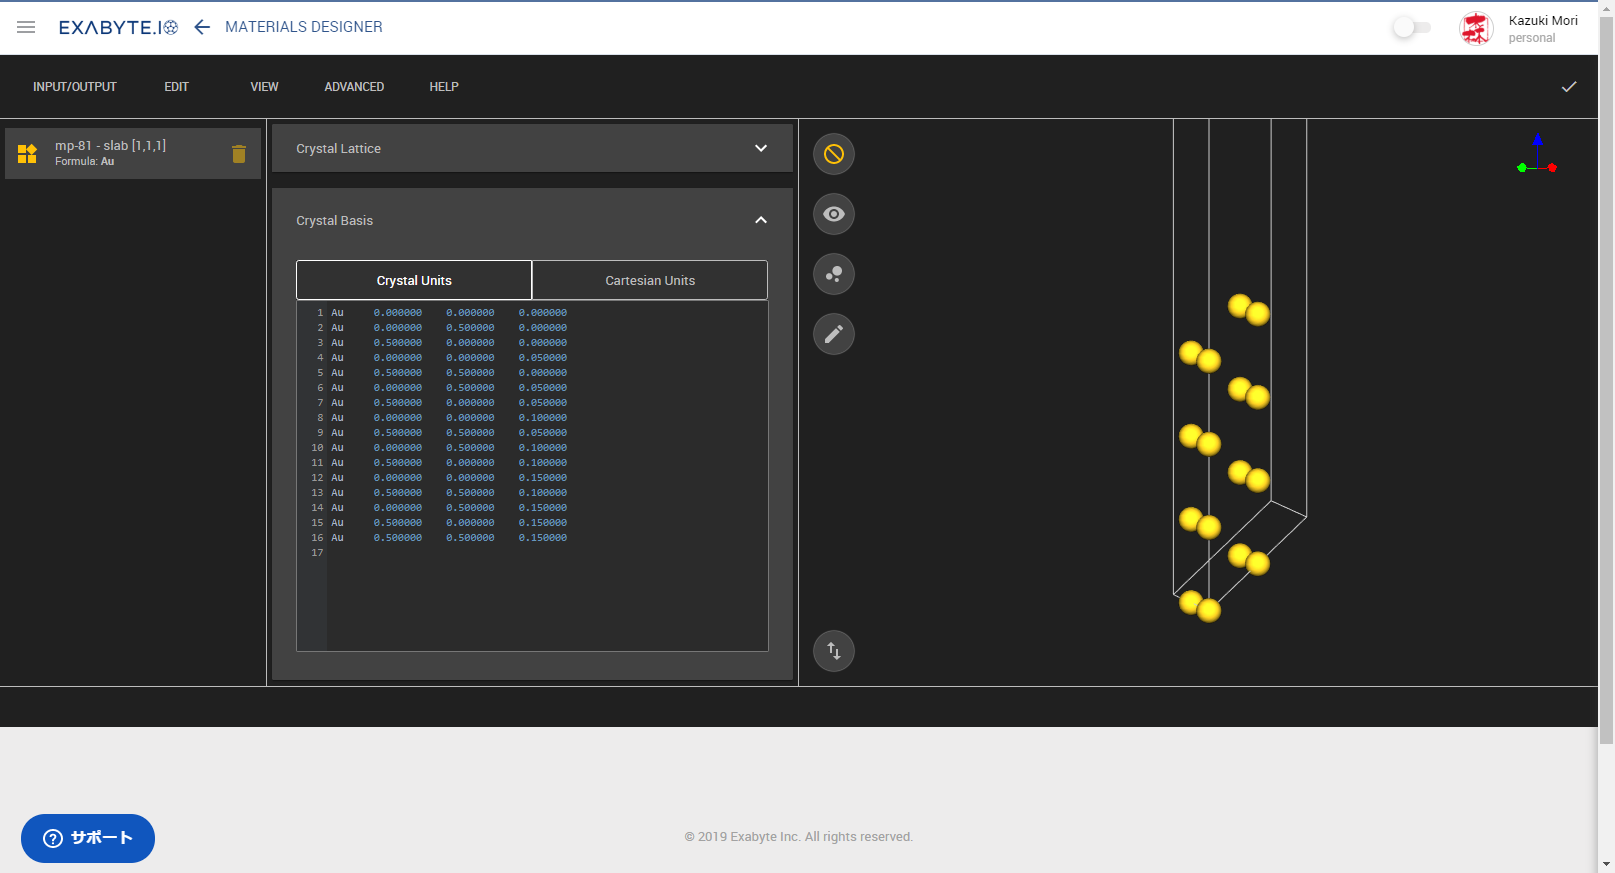 EXABYTE.IO MATERIALS DESIGNER
Kazuki Mori
personal
INPUT/OUTPUT EDIT VIEW ADVANCED HELP
mp-81 - slab [1,1,1]
Formula: Au
Crystal Lattice
Crystal Basis
Crystal Units Cartesian Units
1 Au 0.000000 0.000000 0.000000
2 Au 0.000000 0.500000 0.000000
3 Au 0.500000 0.000000 0.000000
4 Au 0.000000 0.000000 0.050000
5 Au 0.500000 0.500000 0.000000
6 Au 0.000000 0.500000 0.050000
7 Au 0.500000 0.000000 0.050000
8 Au 0.000000 0.000000 0.100000
9 Au 0.500000 0.500000 0.050000
10 Au 0.000000 0.500000 0.100000
11 Au 0.500000 0.000000 0.100000
12 Au 0.000000 0.000000 0.150000
13 Au 0.500000 0.500000 0.100000
14 Au 0.000000 0.500000 0.150000
15 Au 0.500000 0.000000 0.150000
16 Au 0.500000 0.500000 0.150000
17
サポート
© 2019 Exabyte Inc. All rights reserved.